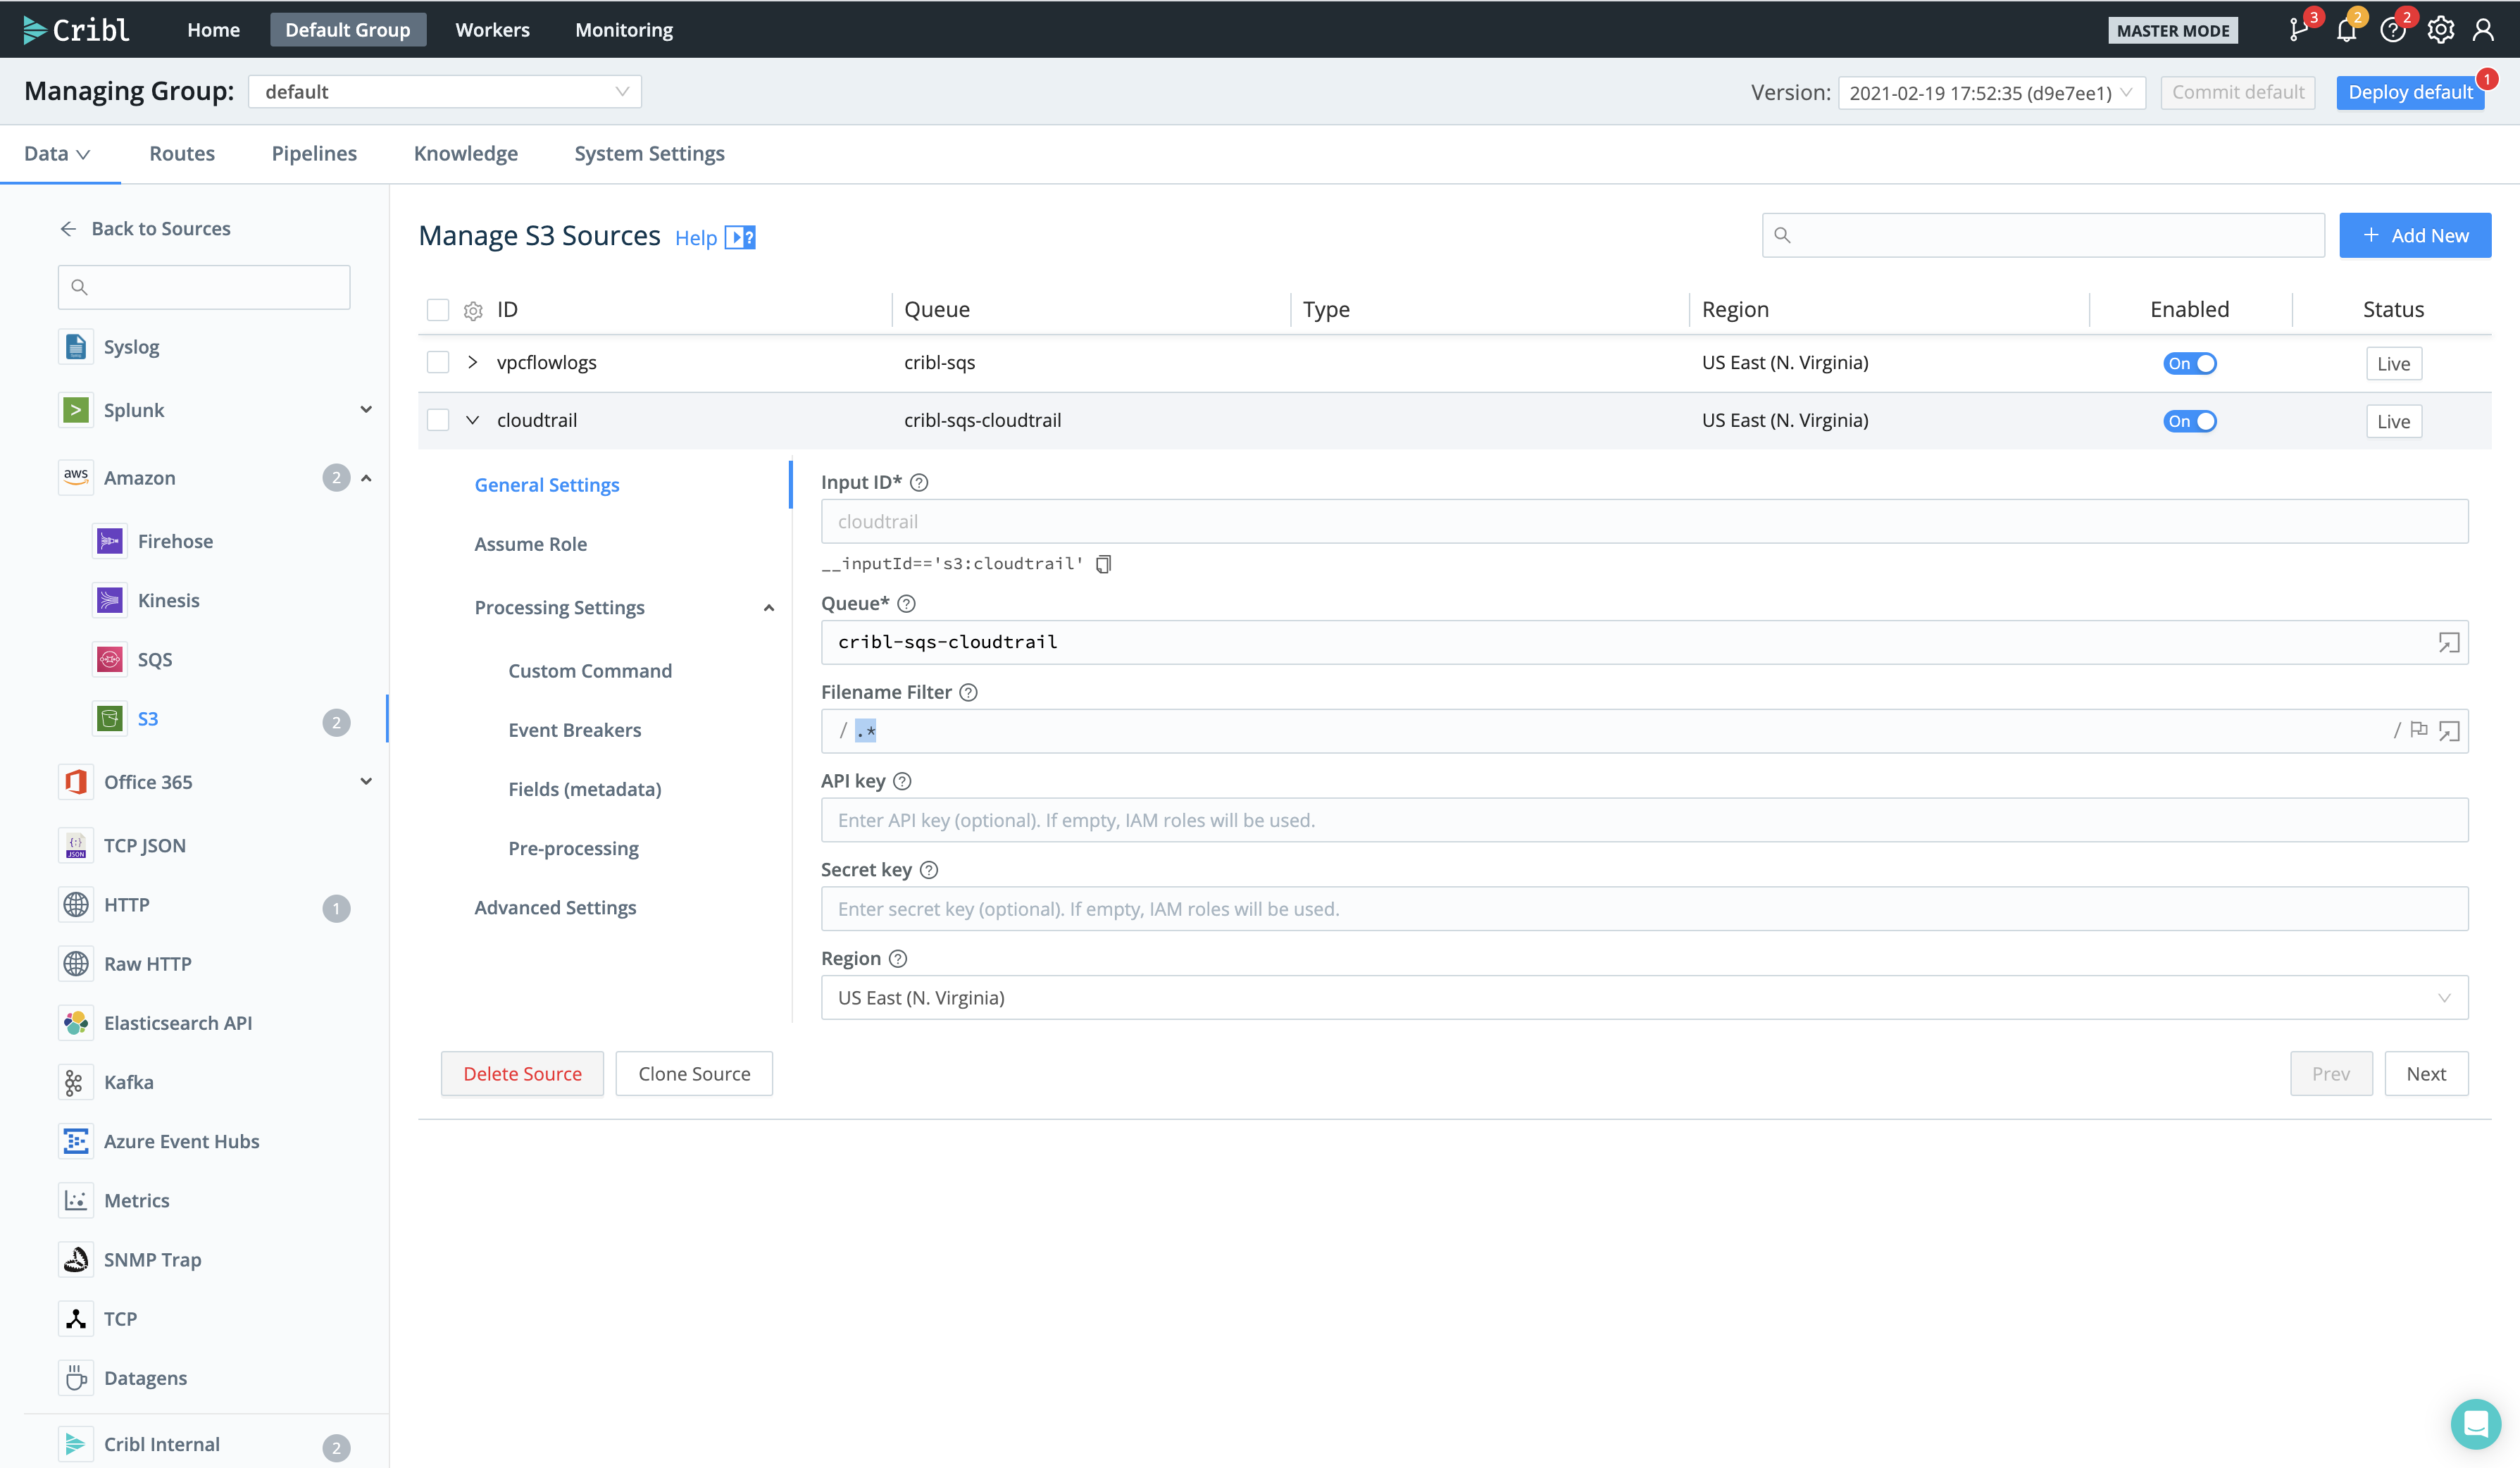 Cribl Home Default Group Workers Monitoring MASTER MODE 3 2 2
Managing Group: default Version: 2021-02-19 17:52:35 (d9e7ee1) Commit default Deploy default 1
Data Routes Pipelines Knowledge System Settings
Back to Sources
Syslog
Splunk
aws Amazon 2
Firehose
Kinesis
SQS
S3 2
Office 365
JSON TCP JSON
HTTP 1
Raw HTTP
Elasticsearch API
Kafka
Azure Event Hubs
Metrics
SNMP Trap
TCP
Datagens
Cribl Internal 2
Manage S3 Sources Help ? Add New
ID Queue Type Region Enabled Status
vpcflowlogs cribl-sqs US East (N. Virginia) On Live
cloudtrail cribl-sqs-cloudtrail US East (N. Virginia) On Live
General Settings
Assume Role
Processing Settings
Custom Command
Event Breakers
Fields (metadata)
Pre-processing
Advanced Settings
Input ID* ?
cloudtrail
__inputId=='s3:cloudtrail'
Queue* ?
cribl-sqs-cloudtrail
Filename Filter ?
/ .* /
API key ?
Enter API key (optional). If empty, IAM roles will be used.
Secret key ?
Enter secret key (optional). If empty, IAM roles will be used.
Region ?
US East (N. Virginia)
Delete Source Clone Source Prev Next